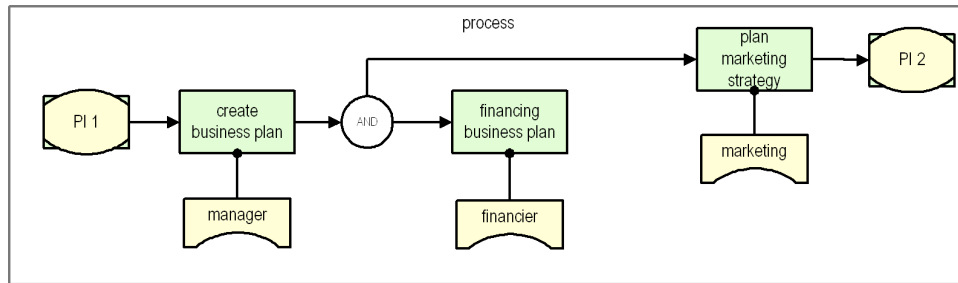 process
PI 1
create
business plan
AND
financing
business plan
plan
marketing
strategy
PI 2
manager
financier
marketing